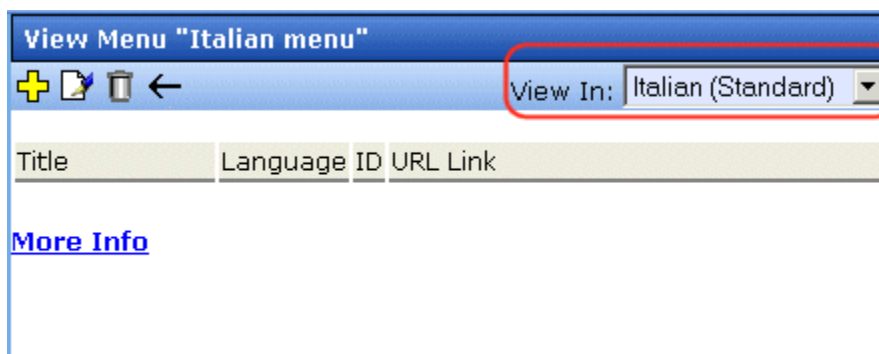 View Menu "Italian menu"
View In: Italian (Standard)
Title Language ID URL Link
More Info